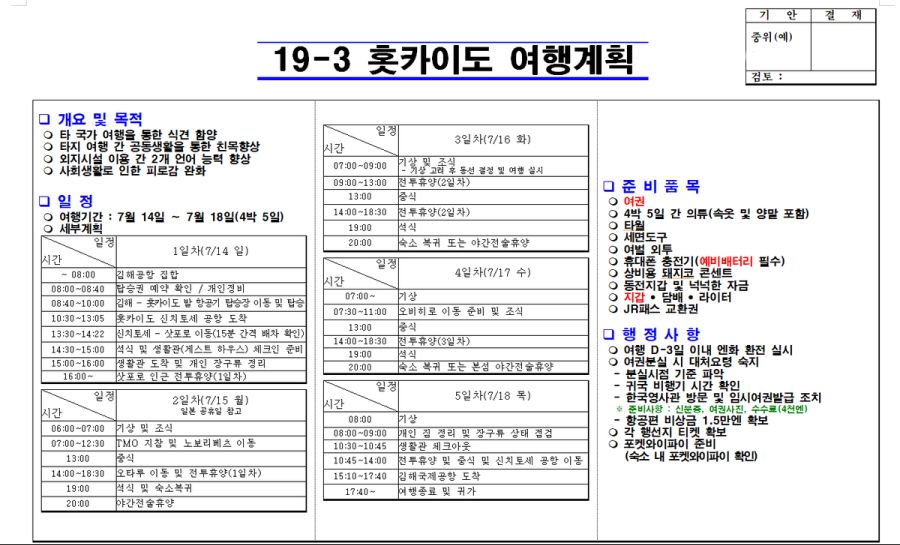 기 안 결 재
중위(예)
검토 :
19-3 홋카이도 여행계획
❑ 개요 및 목적
❍ 타 국가 여행을 통한 식견 함양
❍ 타지 여행 간 공동생활을 통한 친목향상
❍ 외지시설 이용 간 2개 언어 능력 향상
❍ 사회생활로 인한 피로감 완화
❑ 일 정
❍ 여행기간 : 7월 14일 ~ 7월 18일(4박 5일)
❍ 세부계획
일정
시간
1일차(7/14 일)
~ 08:00 김해공항 집합
08:00~08:40 탑승권 예약 확인 / 개인정비
08:40~10:00 김해 - 홋카이도 발 항공기 탑승장 이동 및 탑승
10:30~13:05 홋카이도 신치토세 공항 도착
13:30~14:22 신치토세 - 삿포로 이동(15분 간격 배차 확인)
14:30~15:00 석식 및 생활관(게스트 하우스) 체크인 준비
15:00~16:00 생활관 도착 및 개인 장구류 정리
16:00~ 삿포로 인근 전투휴양(1일차)
일정
시간
2일차(7/15 월)
일본 공휴일 참고
06:00~07:00 기상 및 조식
07:00~12:30 TMO 지참 및 노보리베츠 이동
13:00 중식
14:00~18:30 오타루 이동 및 전투휴양(1일차)
19:00 석식 및 숙소복귀
20:00 야간전술휴양
일정
시간
3일차(7/16 화)
07:00~09:00 기상 및 조식
- 기상 고려 후 동선 결정 및 여행 실시
09:00~13:00 전투휴양(2일차)
13:00 중식
14:00~18:30 전투휴양(2일차)
19:00 석식
20:00 숙소 복귀 또는 야간전술휴양
일정
시간
4일차(7/17 수)
07:00~ 기상
07:30~11:00 오비히로 이동 준비 및 조식
13:00 중식
14:00~18:30 전투휴양(3일차)
19:00 석식
20:00 숙소 복귀 또는 본섬 야간전술휴양
일정
시간
5일차(7/18 목)
08:00 기상
08:00~09:00 개인 짐 정리 및 장구류 상태 점검
10:30~10:45 생활관 체크아웃
10:45~14:00 전투휴양 및 중식 및 신치토세 공항 이동
15:10~17:40 김해국제공항 도착
17:40~ 여행종료 및 귀가
❑ 준 비 품 목
❍ 여권
❍ 4박 5일 간 의류(속옷 및 양말 포함)
❍ 타월
❍ 세면도구
❍ 여벌 외투
❍ 휴대폰 충전기(예비배터리 필수)
❍ 상비용 돼지코 콘센트
❍ 동전지갑 및 넉넉한 자금
❍ 지갑 • 담배 • 라이터
❍ JR패스 교환권
❑ 행 정 사 항
❍ 여행 D-3일 이내 엔화 환전 실시
❍ 여권분실 시 대처요령 숙지
- 분실시점 기준 파악
- 귀국 비행기 시간 확인
- 한국영사관 방문 및 임시여권발급 조치
※ 준비사항 : 신분증, 여권사진, 수수료(4천엔)
- 항공편 비상금 1.5만엔 확보
❍ 각 행선지 티켓 확보
❍ 포켓와이파이 준비
(숙소 내 포켓와이파이 확인)